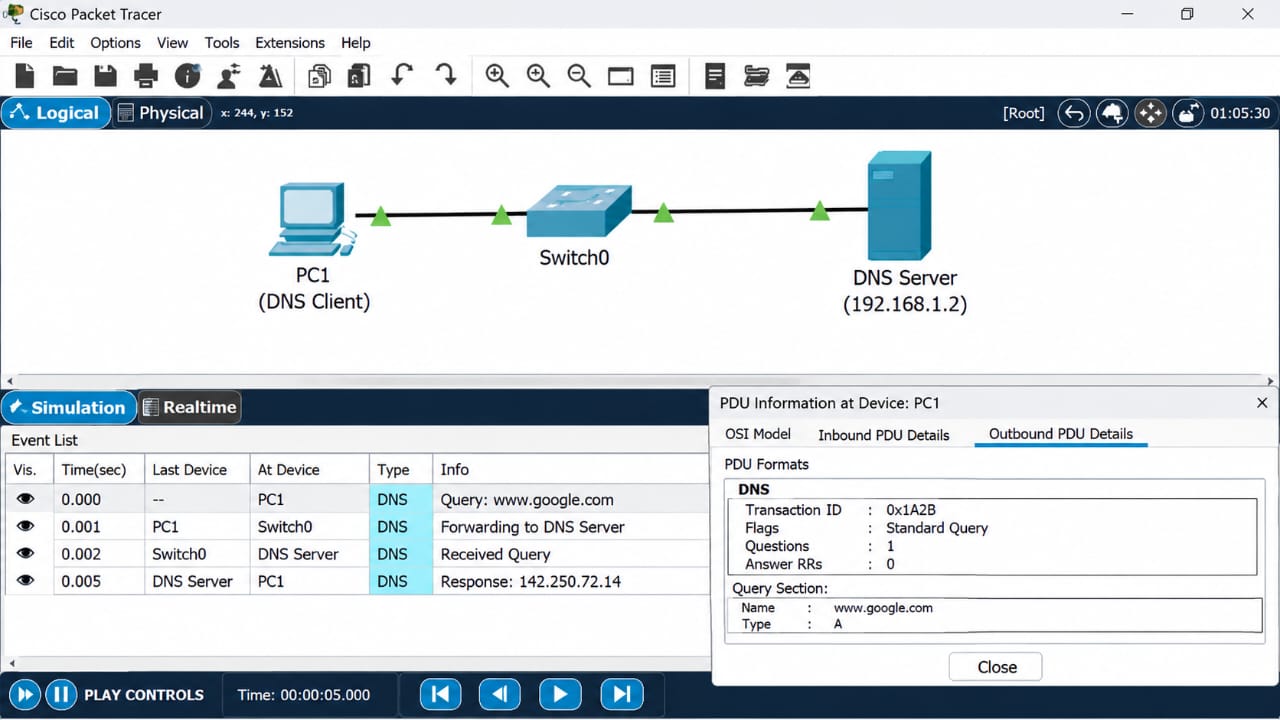 Cisco Packet Tracer
File Edit Options View Tools Extensions Help
Logical Physical x: 244, y: 152 [Root] 01:05:30
PC1
(DNS Client)
Switch0
DNS Server
(192.168.1.2)
Simulation Realtime
Event List
Vis. Time(sec) Last Device At Device Type Info
0.000 -- PC1 DNS Query: www.google.com
0.001 PC1 Switch0 DNS Forwarding to DNS Server
0.002 Switch0 DNS Server DNS Received Query
0.005 DNS Server PC1 DNS Response: 142.250.72.14
PLAY CONTROLS Time: 00:00:05.000
PDU Information at Device: PC1
OSI Model Inbound PDU Details Outbound PDU Details
PDU Formats
DNS
Transaction ID : 0x1A2B
Flags : Standard Query
Questions : 1
Answer RRs : 0
Query Section:
Name : www.google.com
Type : A
Close